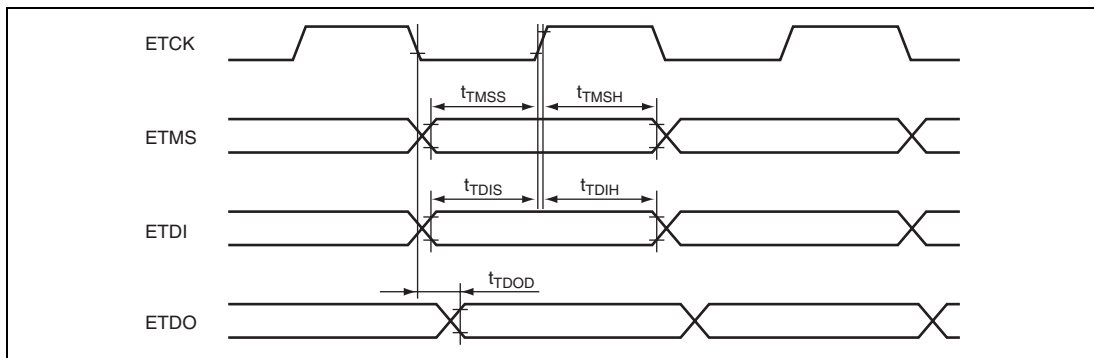 ETCK
tTMSS tTMSH
ETMS
tTDIS tTDIH
ETDI
tTDOD
ETDO